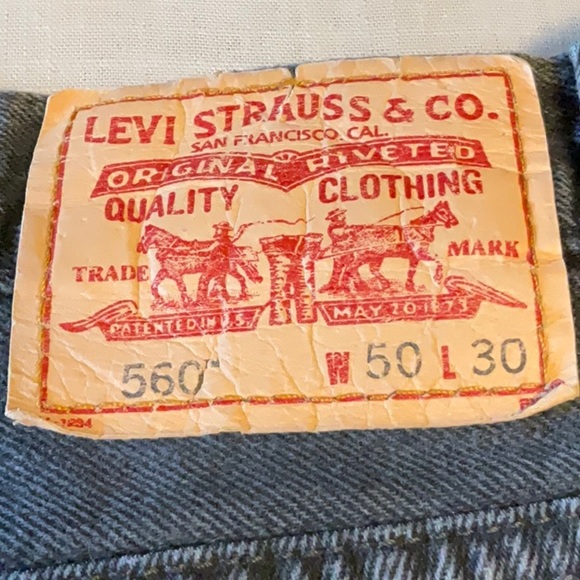 LEVI STRAUSS & CO.
SAN FRANCISCO, CAL.
ORIGINAL RIVETED
QUALITY CLOTHING
TRADE MARK
PATENTED IN U.S. MAY 20 1873
560™ W 50 L 30